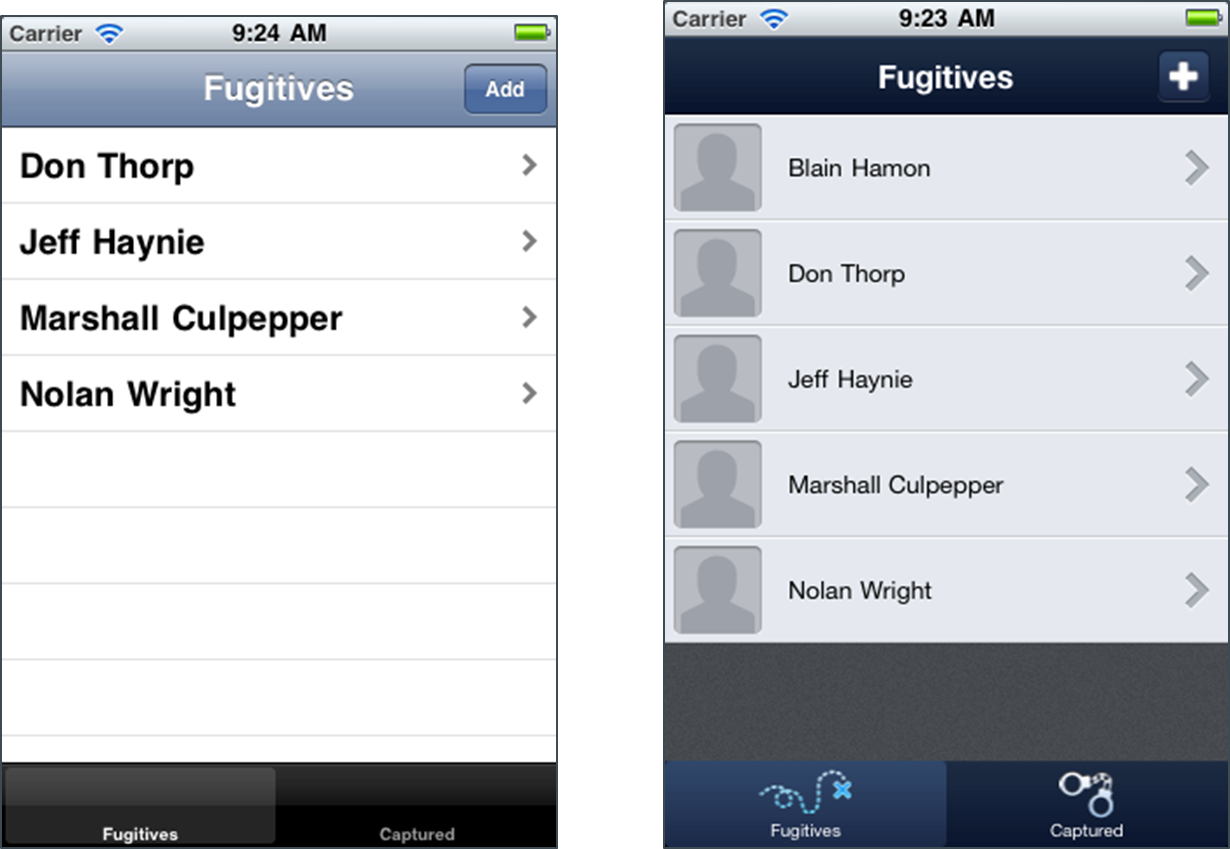 Carrier 9:24 AM
Fugitives Add
Don Thorp
Jeff Haynie
Marshall Culpepper
Nolan Wright
Fugitives Captured
Carrier 9:23 AM
Fugitives
Blain Hamon
Don Thorp
Jeff Haynie
Marshall Culpepper
Nolan Wright
Fugitives Captured